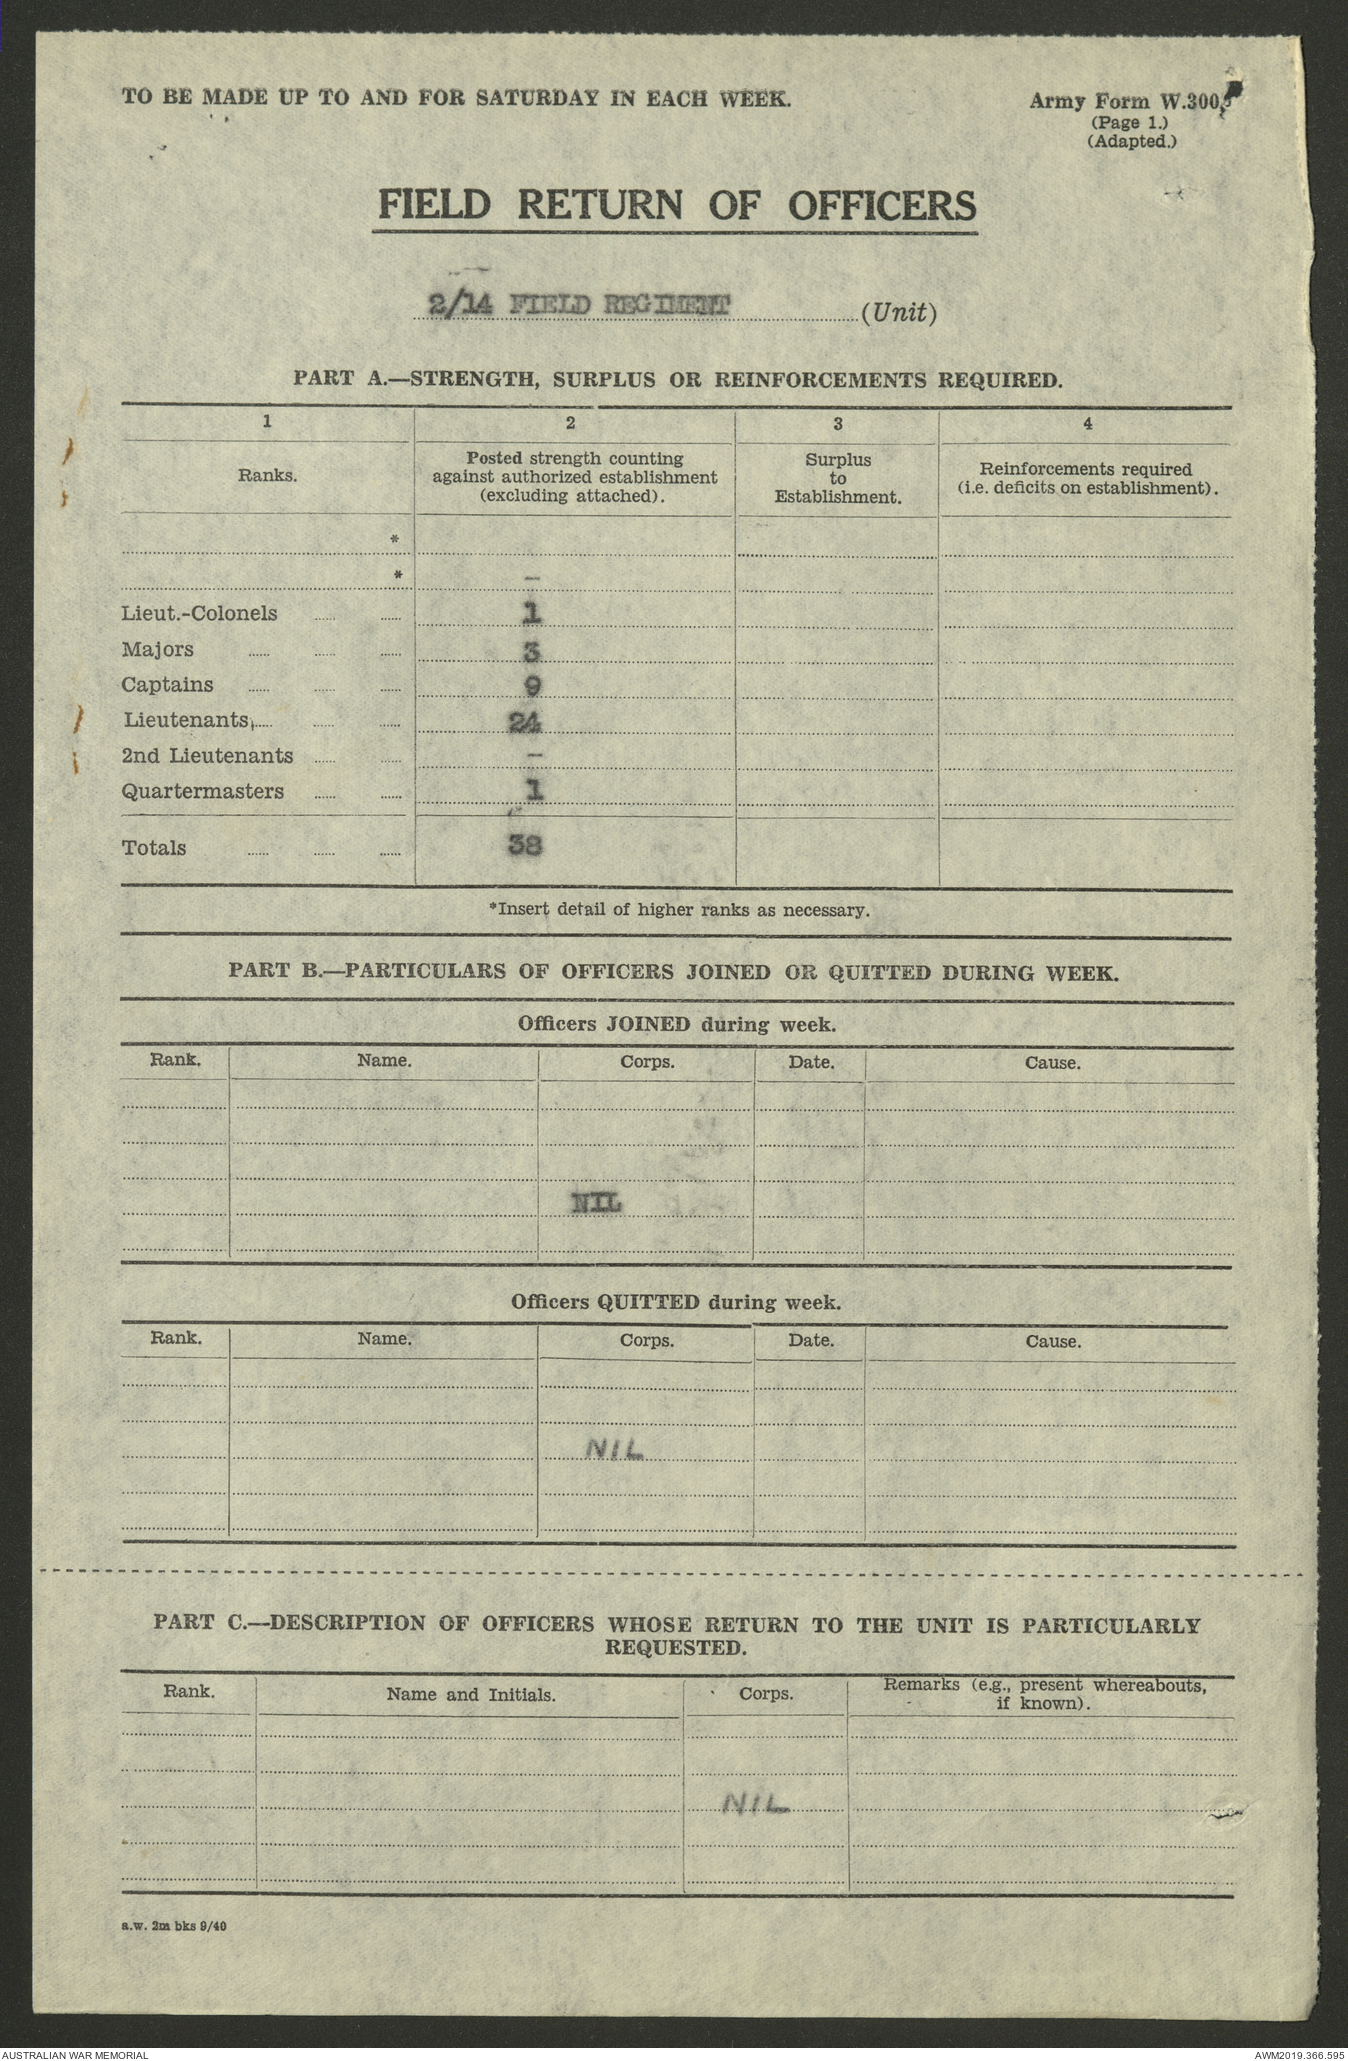 TO BE MADE UP TO AND FOR SATURDAY IN EACH WEEK.
Army Form W.300
(Page 1.)
(Adapted.)
FIELD RETURN OF OFFICERS
2/14 FIELD REGIMENT (Unit)
PART A.—STRENGTH, SURPLUS OR REINFORCEMENTS REQUIRED.
1 2 3 4
Ranks.
Posted strength counting
against authorized establishment
(excluding attached).
Surplus
to
Establishment.
Reinforcements required
(i.e. deficits on establishment).
*
* —
Lieut.-Colonels 1
Majors 3
Captains 9
Lieutenants 24
2nd Lieutenants —
Quartermasters 1
Totals 38
*Insert detail of higher ranks as necessary.
PART B.—PARTICULARS OF OFFICERS JOINED OR QUITTED DURING WEEK.
Officers JOINED during week.
Rank. Name. Corps. Date. Cause.
NIL
Officers QUITTED during week.
Rank. Name. Corps. Date. Cause.
NIL
PART C.—DESCRIPTION OF OFFICERS WHOSE RETURN TO THE UNIT IS PARTICULARLY
REQUESTED.
Rank. Name and Initials. Corps.
Remarks (e.g., present whereabouts,
if known).
NIL
a.w. 2m bks 9/40
AUSTRALIAN WAR MEMORIAL
AWM2019.366.595